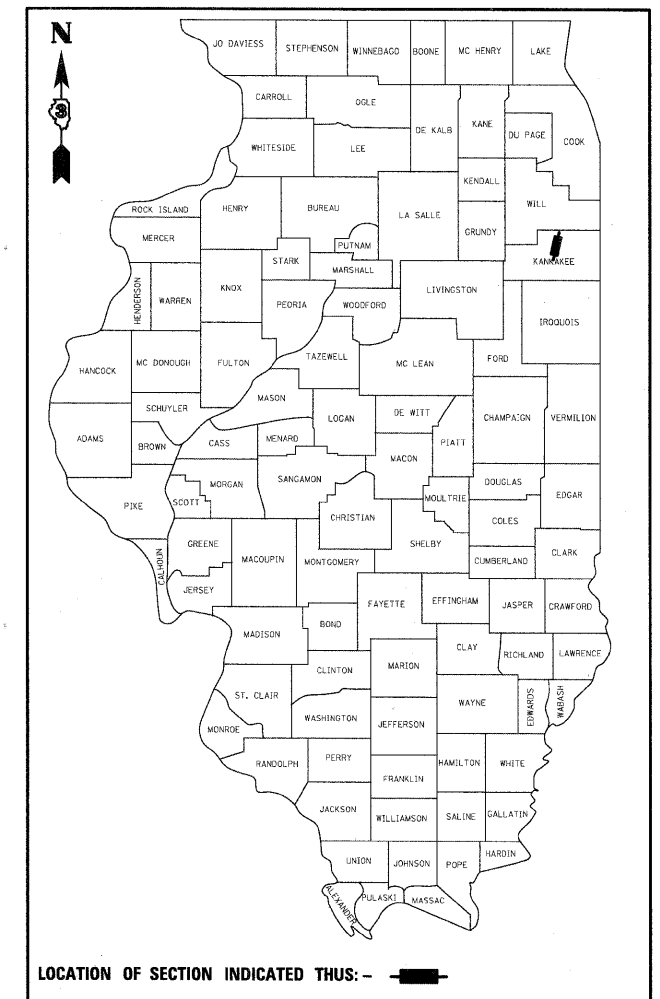 N
3
JO DAVIESS STEPHENSON WINNEBAGO BOONE MC HENRY LAKE
CARROLL OGLE DE KALB KANE DU PAGE COOK
WHITESIDE LEE
KENDALL
WILL
ROCK ISLAND HENRY BUREAU LA SALLE
MERCER PUTNAM GRUNDY
STARK MARSHALL KANKAKEE
HENDERSON WARREN KNOX PEORIA WOODFORD LIVINGSTON
IROQUOIS
HANCOCK MC DONOUGH FULTON TAZEWELL MC LEAN FORD
MASON
SCHUYLER LOGAN DE WITT CHAMPAIGN VERMILION
ADAMS BROWN CASS MENARD PIATT
MACON
MORGAN SANGAMON DOUGLAS
PIKE SCOTT MOULTRIE EDGAR
CHRISTIAN COLES
GREENE MACOUPIN SHELBY
CALHOUN MONTGOMERY CUMBERLAND CLARK
JERSEY
FAYETTE EFFINGHAM JASPER CRAWFORD
MADISON BOND
CLAY RICHLAND LAWRENCE
CLINTON MARION
ST. CLAIR WAYNE EDWARDS WABASH
WASHINGTON JEFFERSON
MONROE
RANDOLPH PERRY HAMILTON WHITE
FRANKLIN
JACKSON WILLIAMSON SALINE GALLATIN
UNION JOHNSON POPE HARDIN
ALEXANDER PULASKI MASSAC
LOCATION OF SECTION INDICATED THUS: -